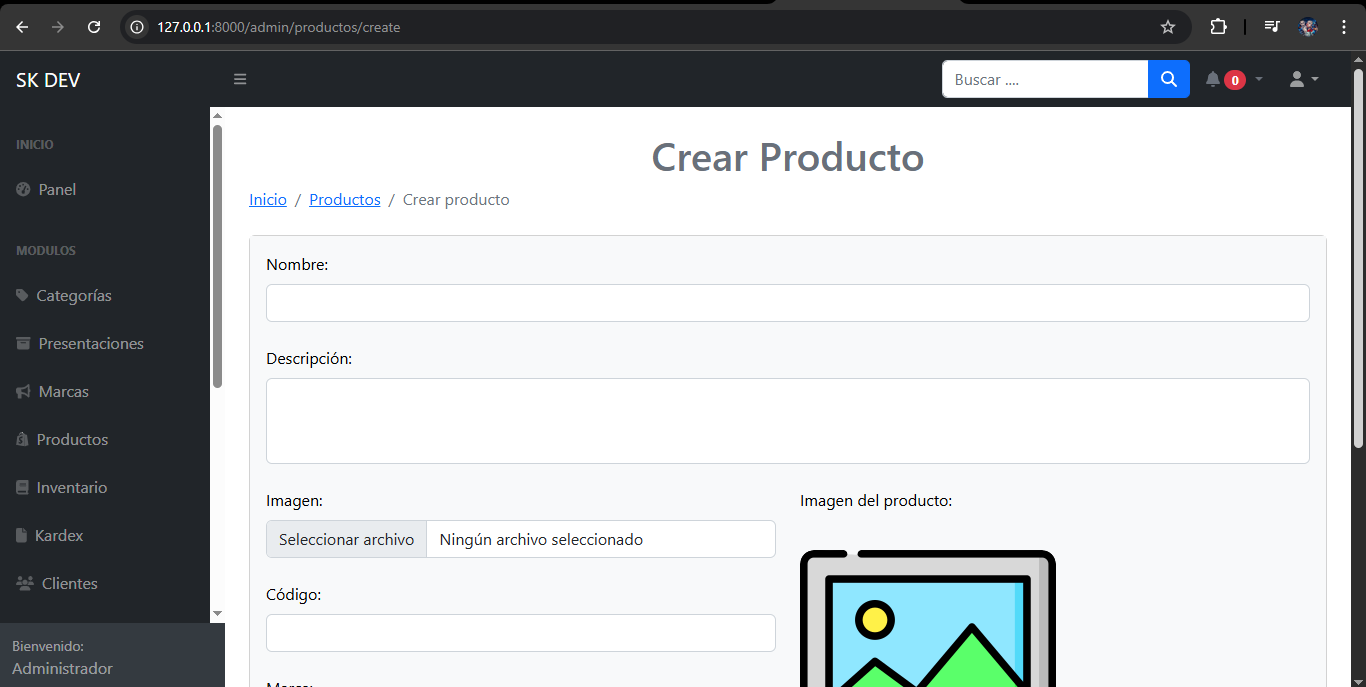 127.0.0.1:8000/admin/productos/create
SK DEV
Buscar ....
0
INICIO
Panel
MODULOS
Categorías
Presentaciones
Marcas
Productos
Inventario
Kardex
Clientes
Bienvenido:
Administrador
Crear Producto
Inicio / Productos / Crear producto
Nombre:
Descripción:
Imagen:
Seleccionar archivo Ningún archivo seleccionado
Imagen del producto:
Código: